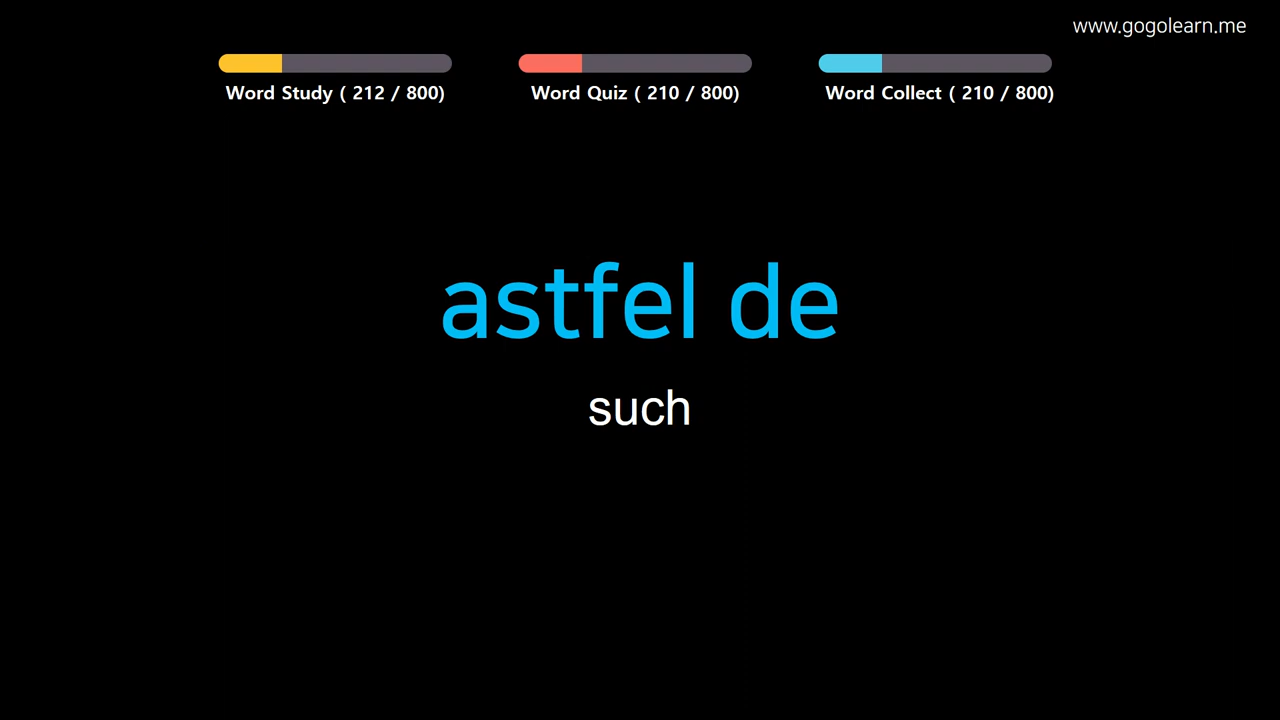 www.gogolearn.me
Word Study ( 212 / 800)
Word Quiz ( 210 / 800)
Word Collect ( 210 / 800)
astfel de
such